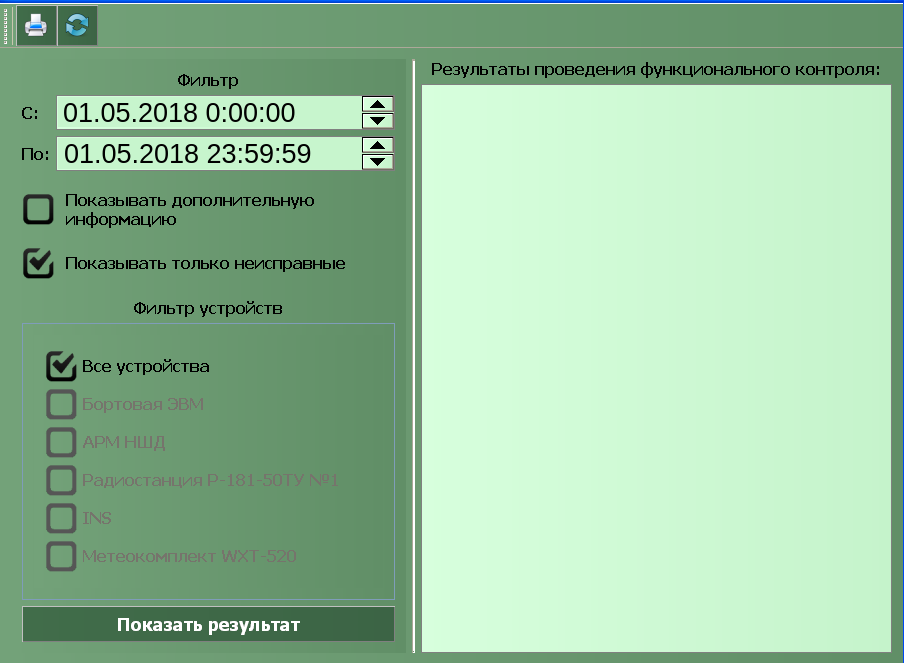 Фильтр
С: 01.05.2018 0:00:00
По: 01.05.2018 23:59:59
Показывать дополнительную
информацию
Показывать только неисправные
Фильтр устройств
Все устройства
Бортовая ЭВМ
АРМ НШД
Радиостанция Р-181-50ТУ №1
INS
Метеокомплект WXT-520
Показать результат
Результаты проведения функционального контроля: